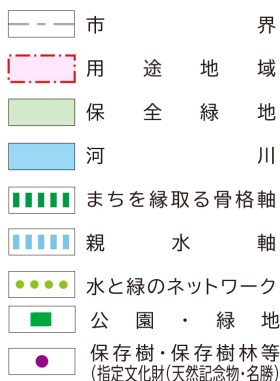 市界
用途地域
保全緑地
河川
まちを縁取る骨格軸
親水軸
水と緑のネットワーク
公園・緑地
保存樹・保存樹林等
(指定文化財(天然記念物・名勝)